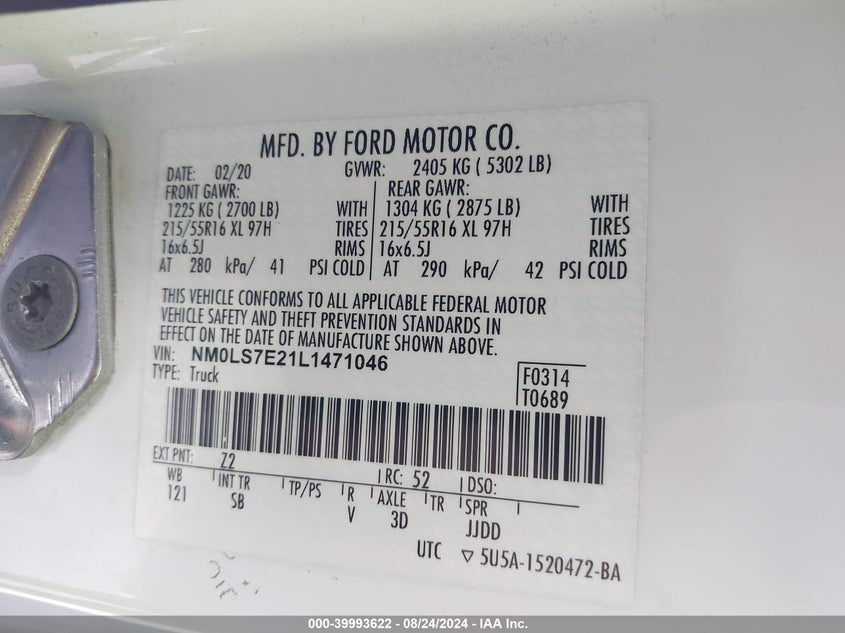 MFD. BY FORD MOTOR CO.
DATE: 02/20 GVWR: 2405 KG ( 5302 LB)
FRONT GAWR: REAR GAWR:
1225 KG ( 2700 LB) WITH 1304 KG ( 2875 LB) WITH
215/55R16 XL 97H TIRES 215/55R16 XL 97H TIRES
16x6.5J RIMS 16x6.5J RIMS
AT 280 kPa/ 41 PSI COLD AT 290 kPa/ 42 PSI COLD
THIS VEHICLE CONFORMS TO ALL APPLICABLE FEDERAL MOTOR
VEHICLE SAFETY AND THEFT PREVENTION STANDARDS IN
EFFECT ON THE DATE OF MANUFACTURE SHOWN ABOVE.
VIN: NM0LS7E21L1471046
TYPE: Truck
F0314
T0689
EXT PNT: Z2 RC: 52 DSO:
WB INT TR TP/PS R AXLE TR SPR
121 SB V 3D JJDD
UTC ▽ 5U5A-1520472-BA
000-39993622 - 08/24/2024 - IAA Inc.